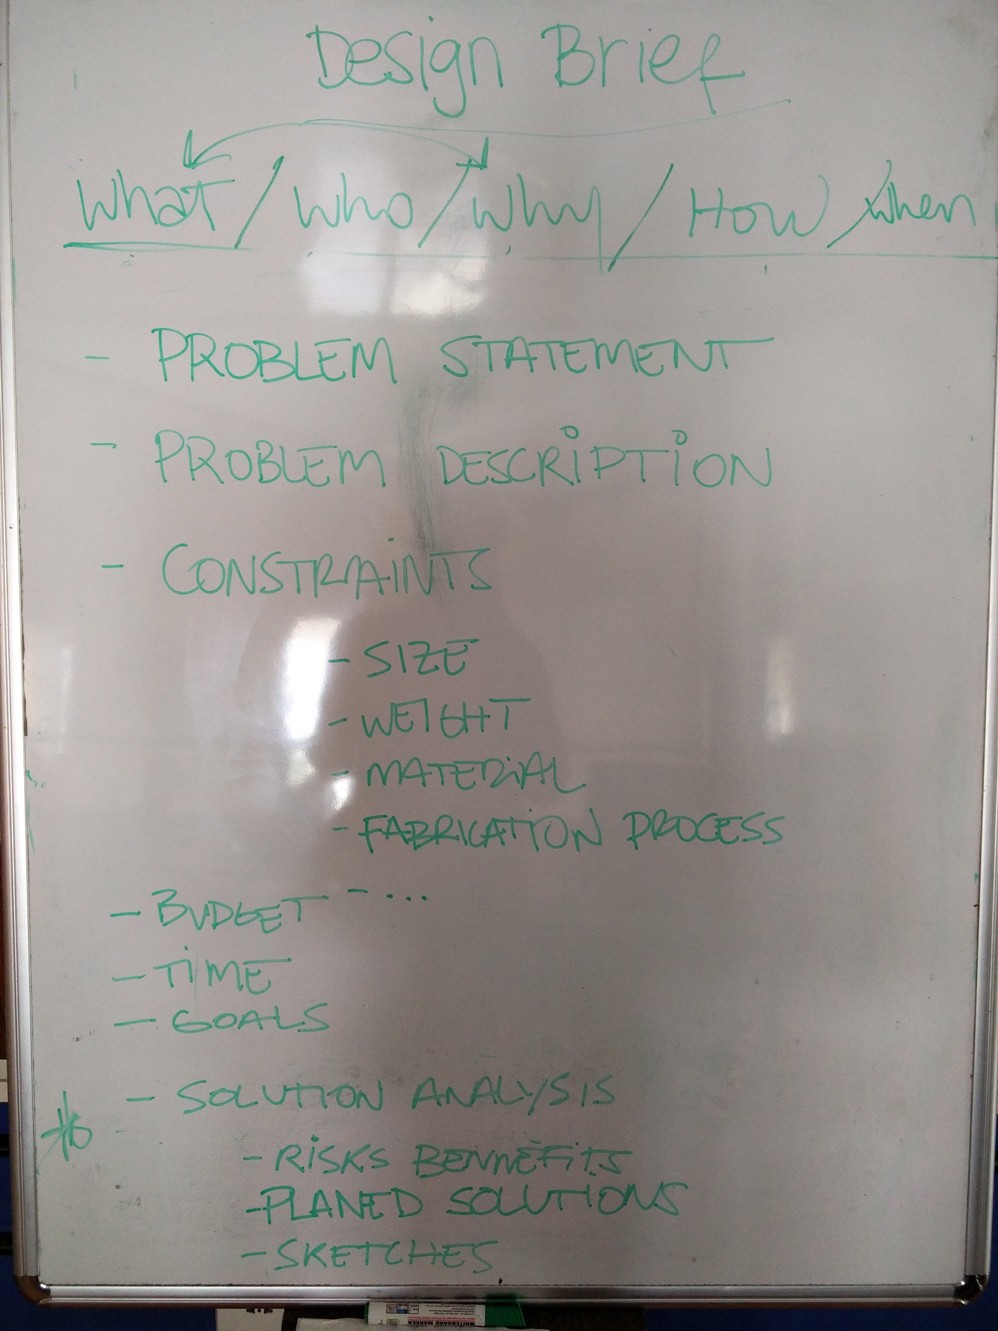 Design Brief
What / Who / Why / How / when
- PROBLEM STATEMENT
- PROBLEM DESCRIPTION
- CONSTRAINTS
- SIZE
- WEIGHT
- MATERIAL
- FABRICATION PROCESS
- ...
- BUDGET
- TIME
- GOALS
- SOLUTION ANALYSIS
- RISKS BENNEFITS
- PLANED SOLUTIONS
- SKETCHES
WHITEBOARD MARKER